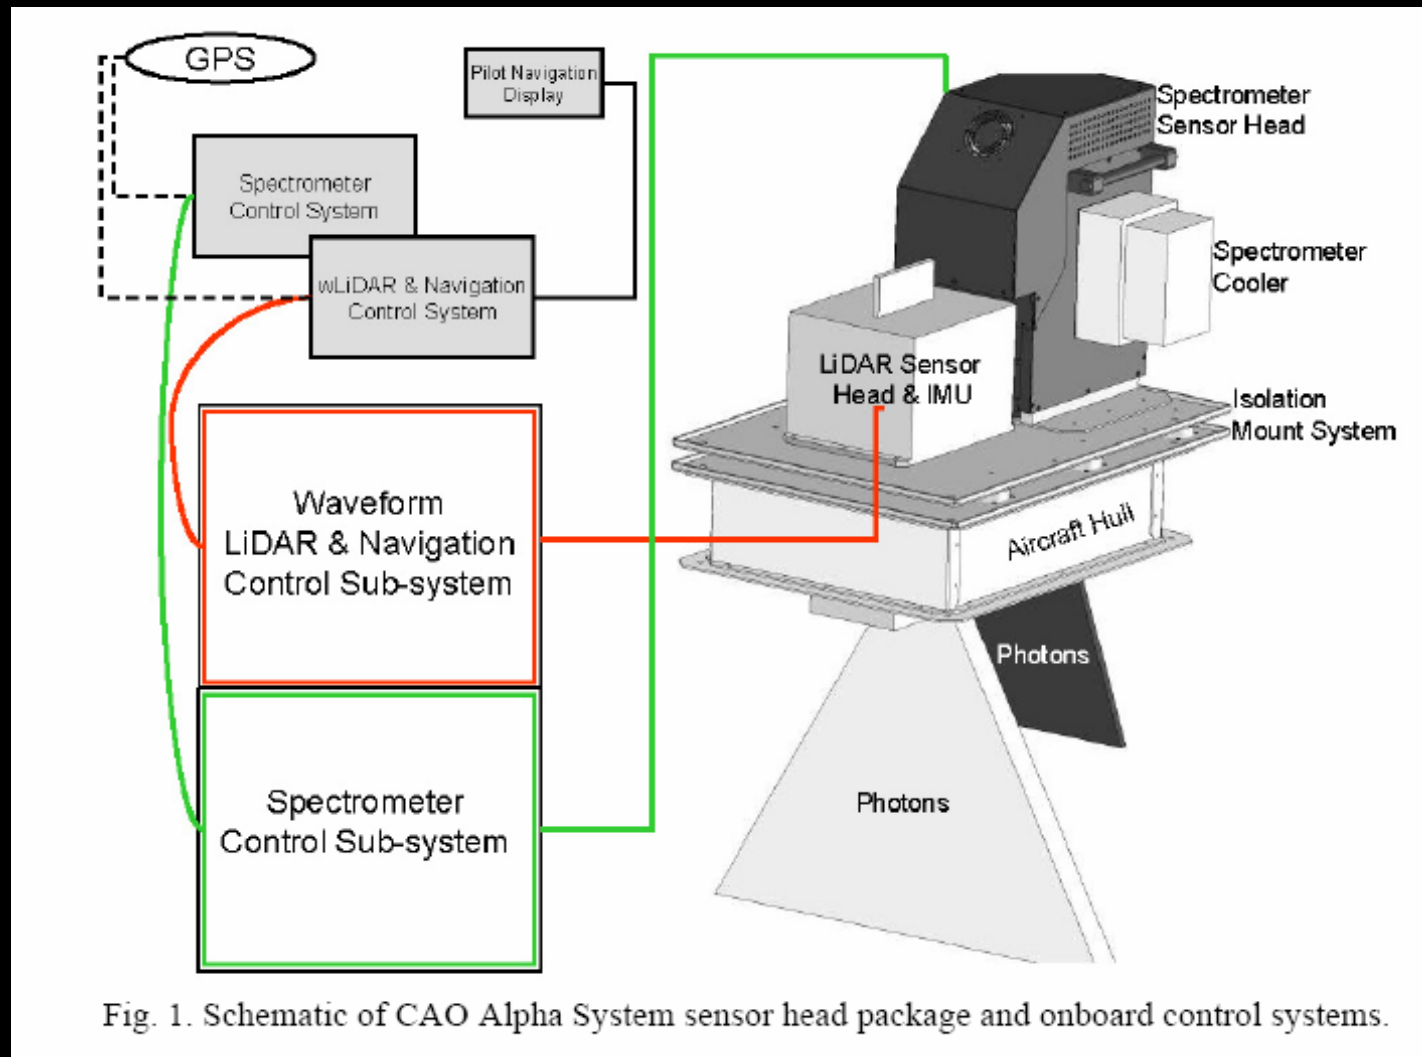 GPS
Pilot Navigation
Display
Spectrometer
Control System
wLiDAR & Navigation
Control System
Waveform
LiDAR & Navigation
Control Sub-system
Spectrometer
Control Sub-system
Spectrometer
Sensor Head
Spectrometer
Cooler
LiDAR Sensor
Head & IMU
Isolation
Mount System
Aircraft Hull
Photons
Photons
Fig. 1. Schematic of CAO Alpha System sensor head package and onboard control systems.